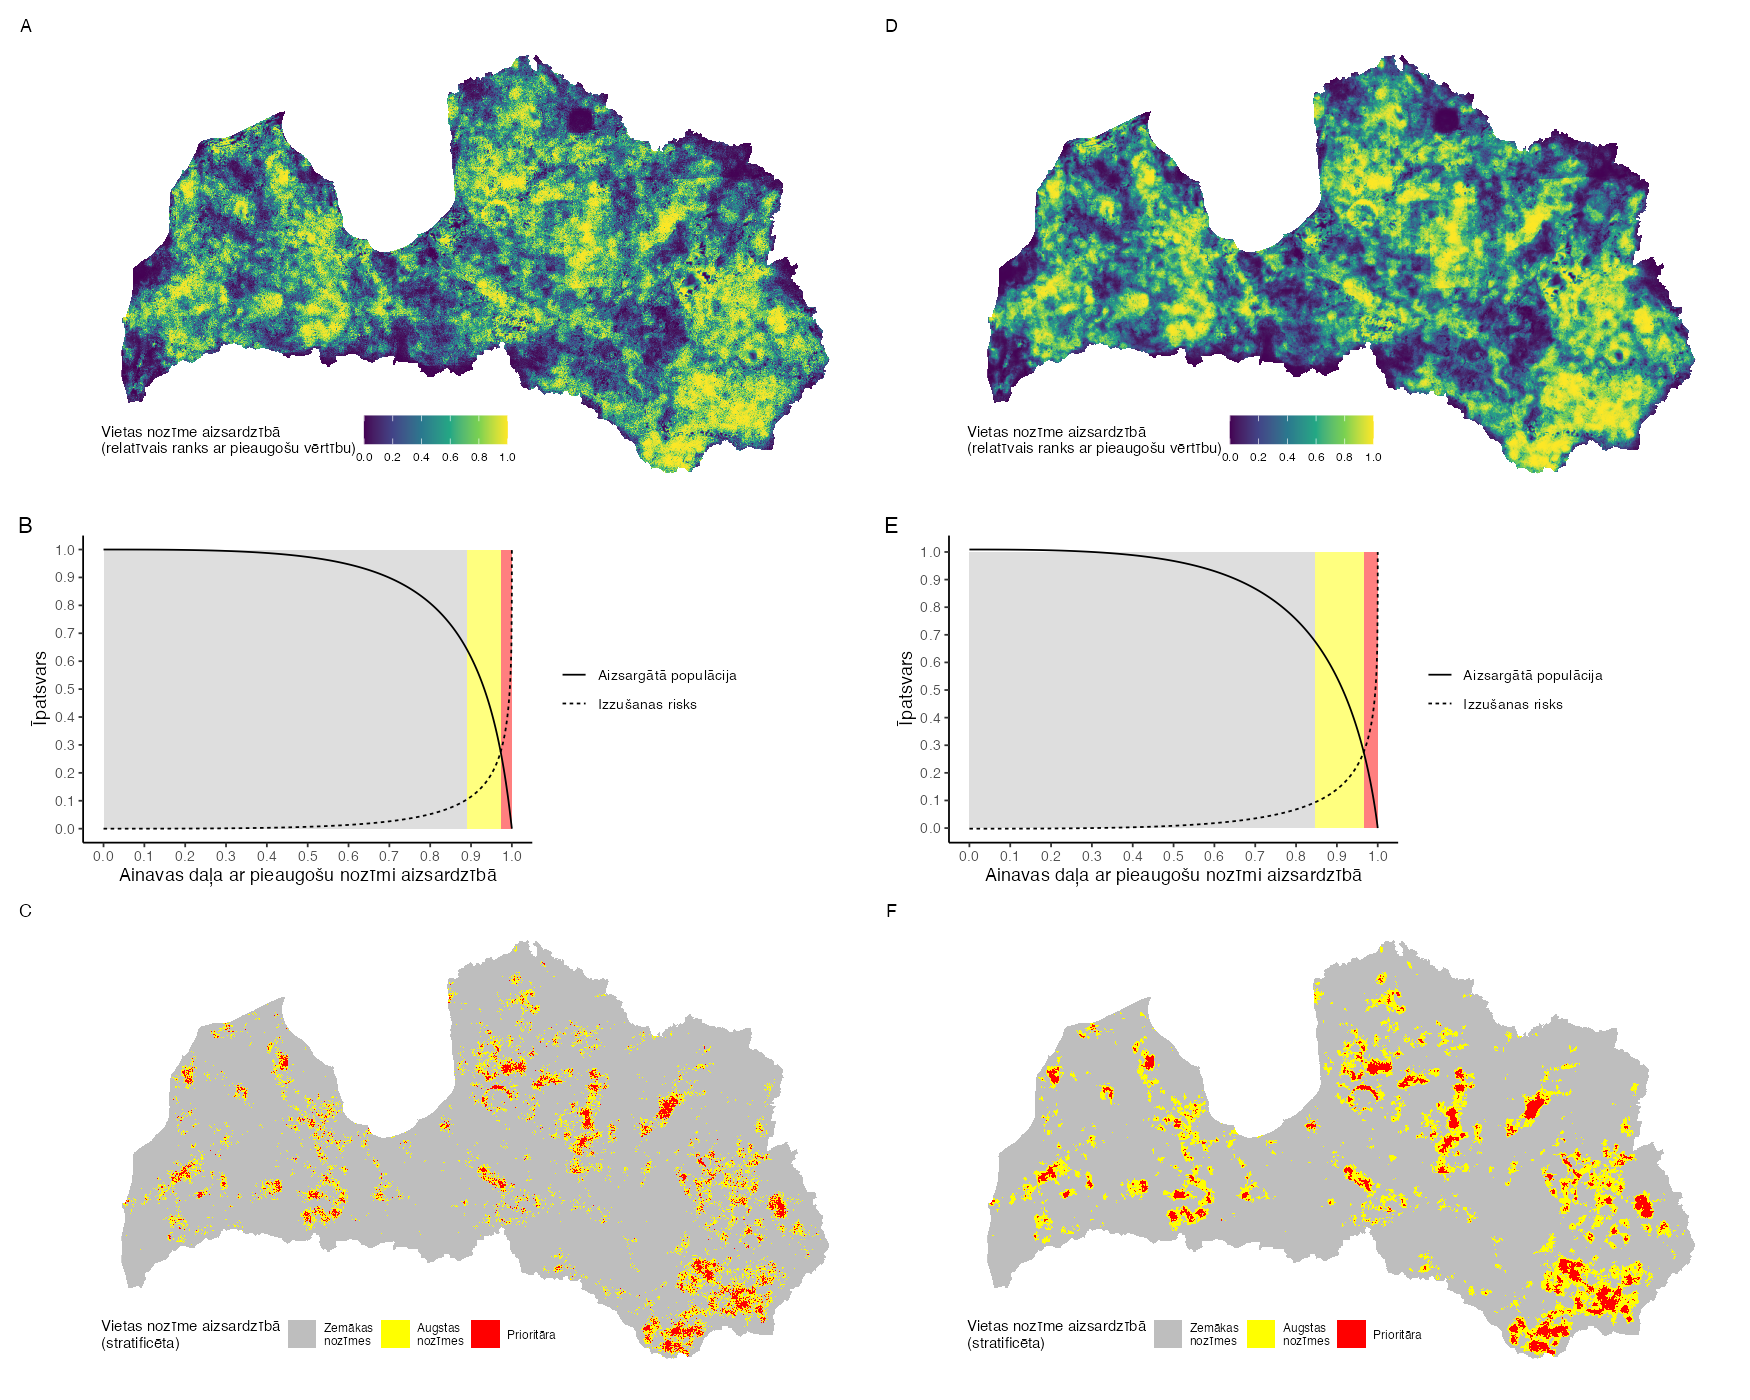 A
Vietas nozīme aizsardzībā
(relatīvais ranks ar pieaugošu vērtību)
0.0 0.2 0.4 0.6 0.8 1.0
D
Vietas nozīme aizsardzībā
(relatīvais ranks ar pieaugošu vērtību)
0.0 0.2 0.4 0.6 0.8 1.0
B
Īpatsvars
1.0
0.9
0.8
0.7
0.6
0.5
0.4
0.3
0.2
0.1
0.0
0.0 0.1 0.2 0.3 0.4 0.5 0.6 0.7 0.8 0.9 1.0
Ainavas daļa ar pieaugošu nozīmi aizsardzībā
Aizsargātā populācija
Izzušanas risks
E
Īpatsvars
1.0
0.9
0.8
0.7
0.6
0.5
0.4
0.3
0.2
0.1
0.0
0.0 0.1 0.2 0.3 0.4 0.5 0.6 0.7 0.8 0.9 1.0
Ainavas daļa ar pieaugošu nozīmi aizsardzībā
Aizsargātā populācija
Izzušanas risks
C
Vietas nozīme aizsardzībā
(stratificēta)
Zemākas
nozīmes
Augstas
nozīmes
Prioritāra
F
Vietas nozīme aizsardzībā
(stratificēta)
Zemākas
nozīmes
Augstas
nozīmes
Prioritāra